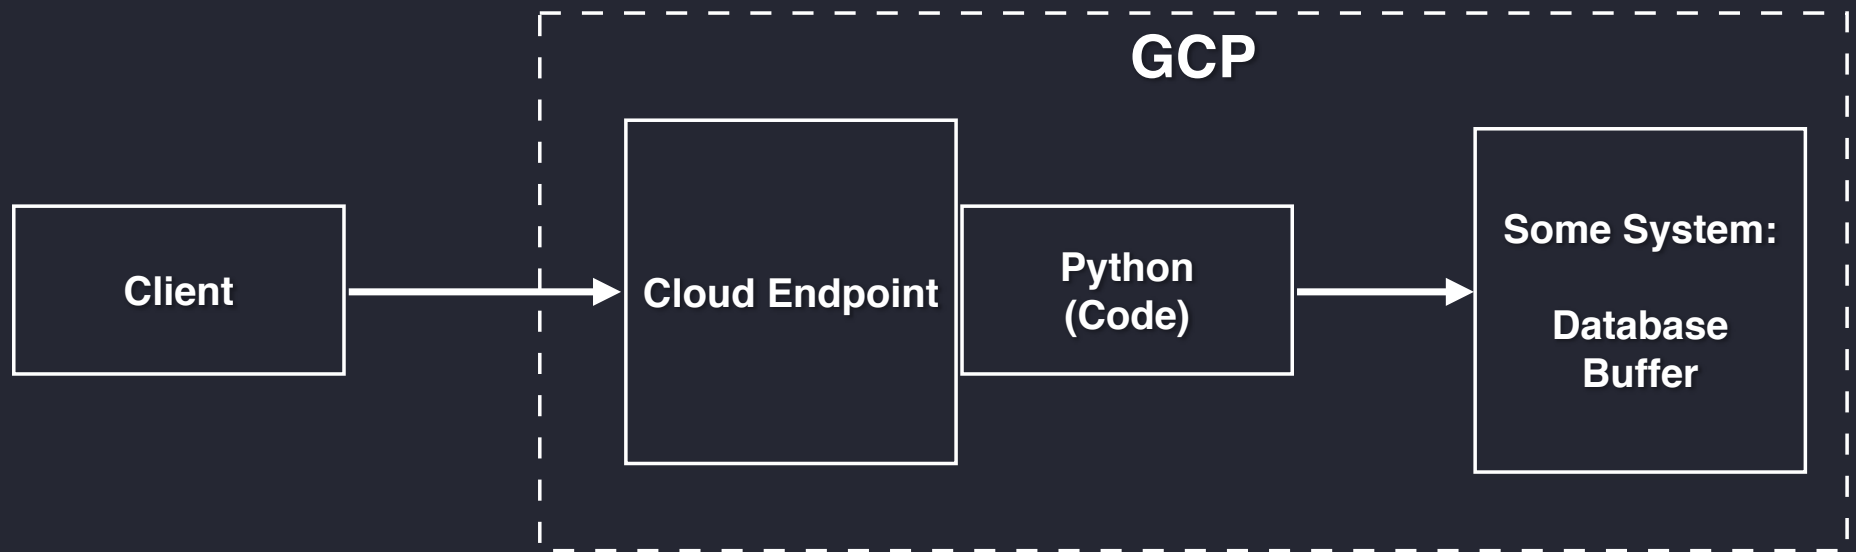 GCP
Client
Cloud Endpoint
Python
(Code)
Some System:
Database
Buffer